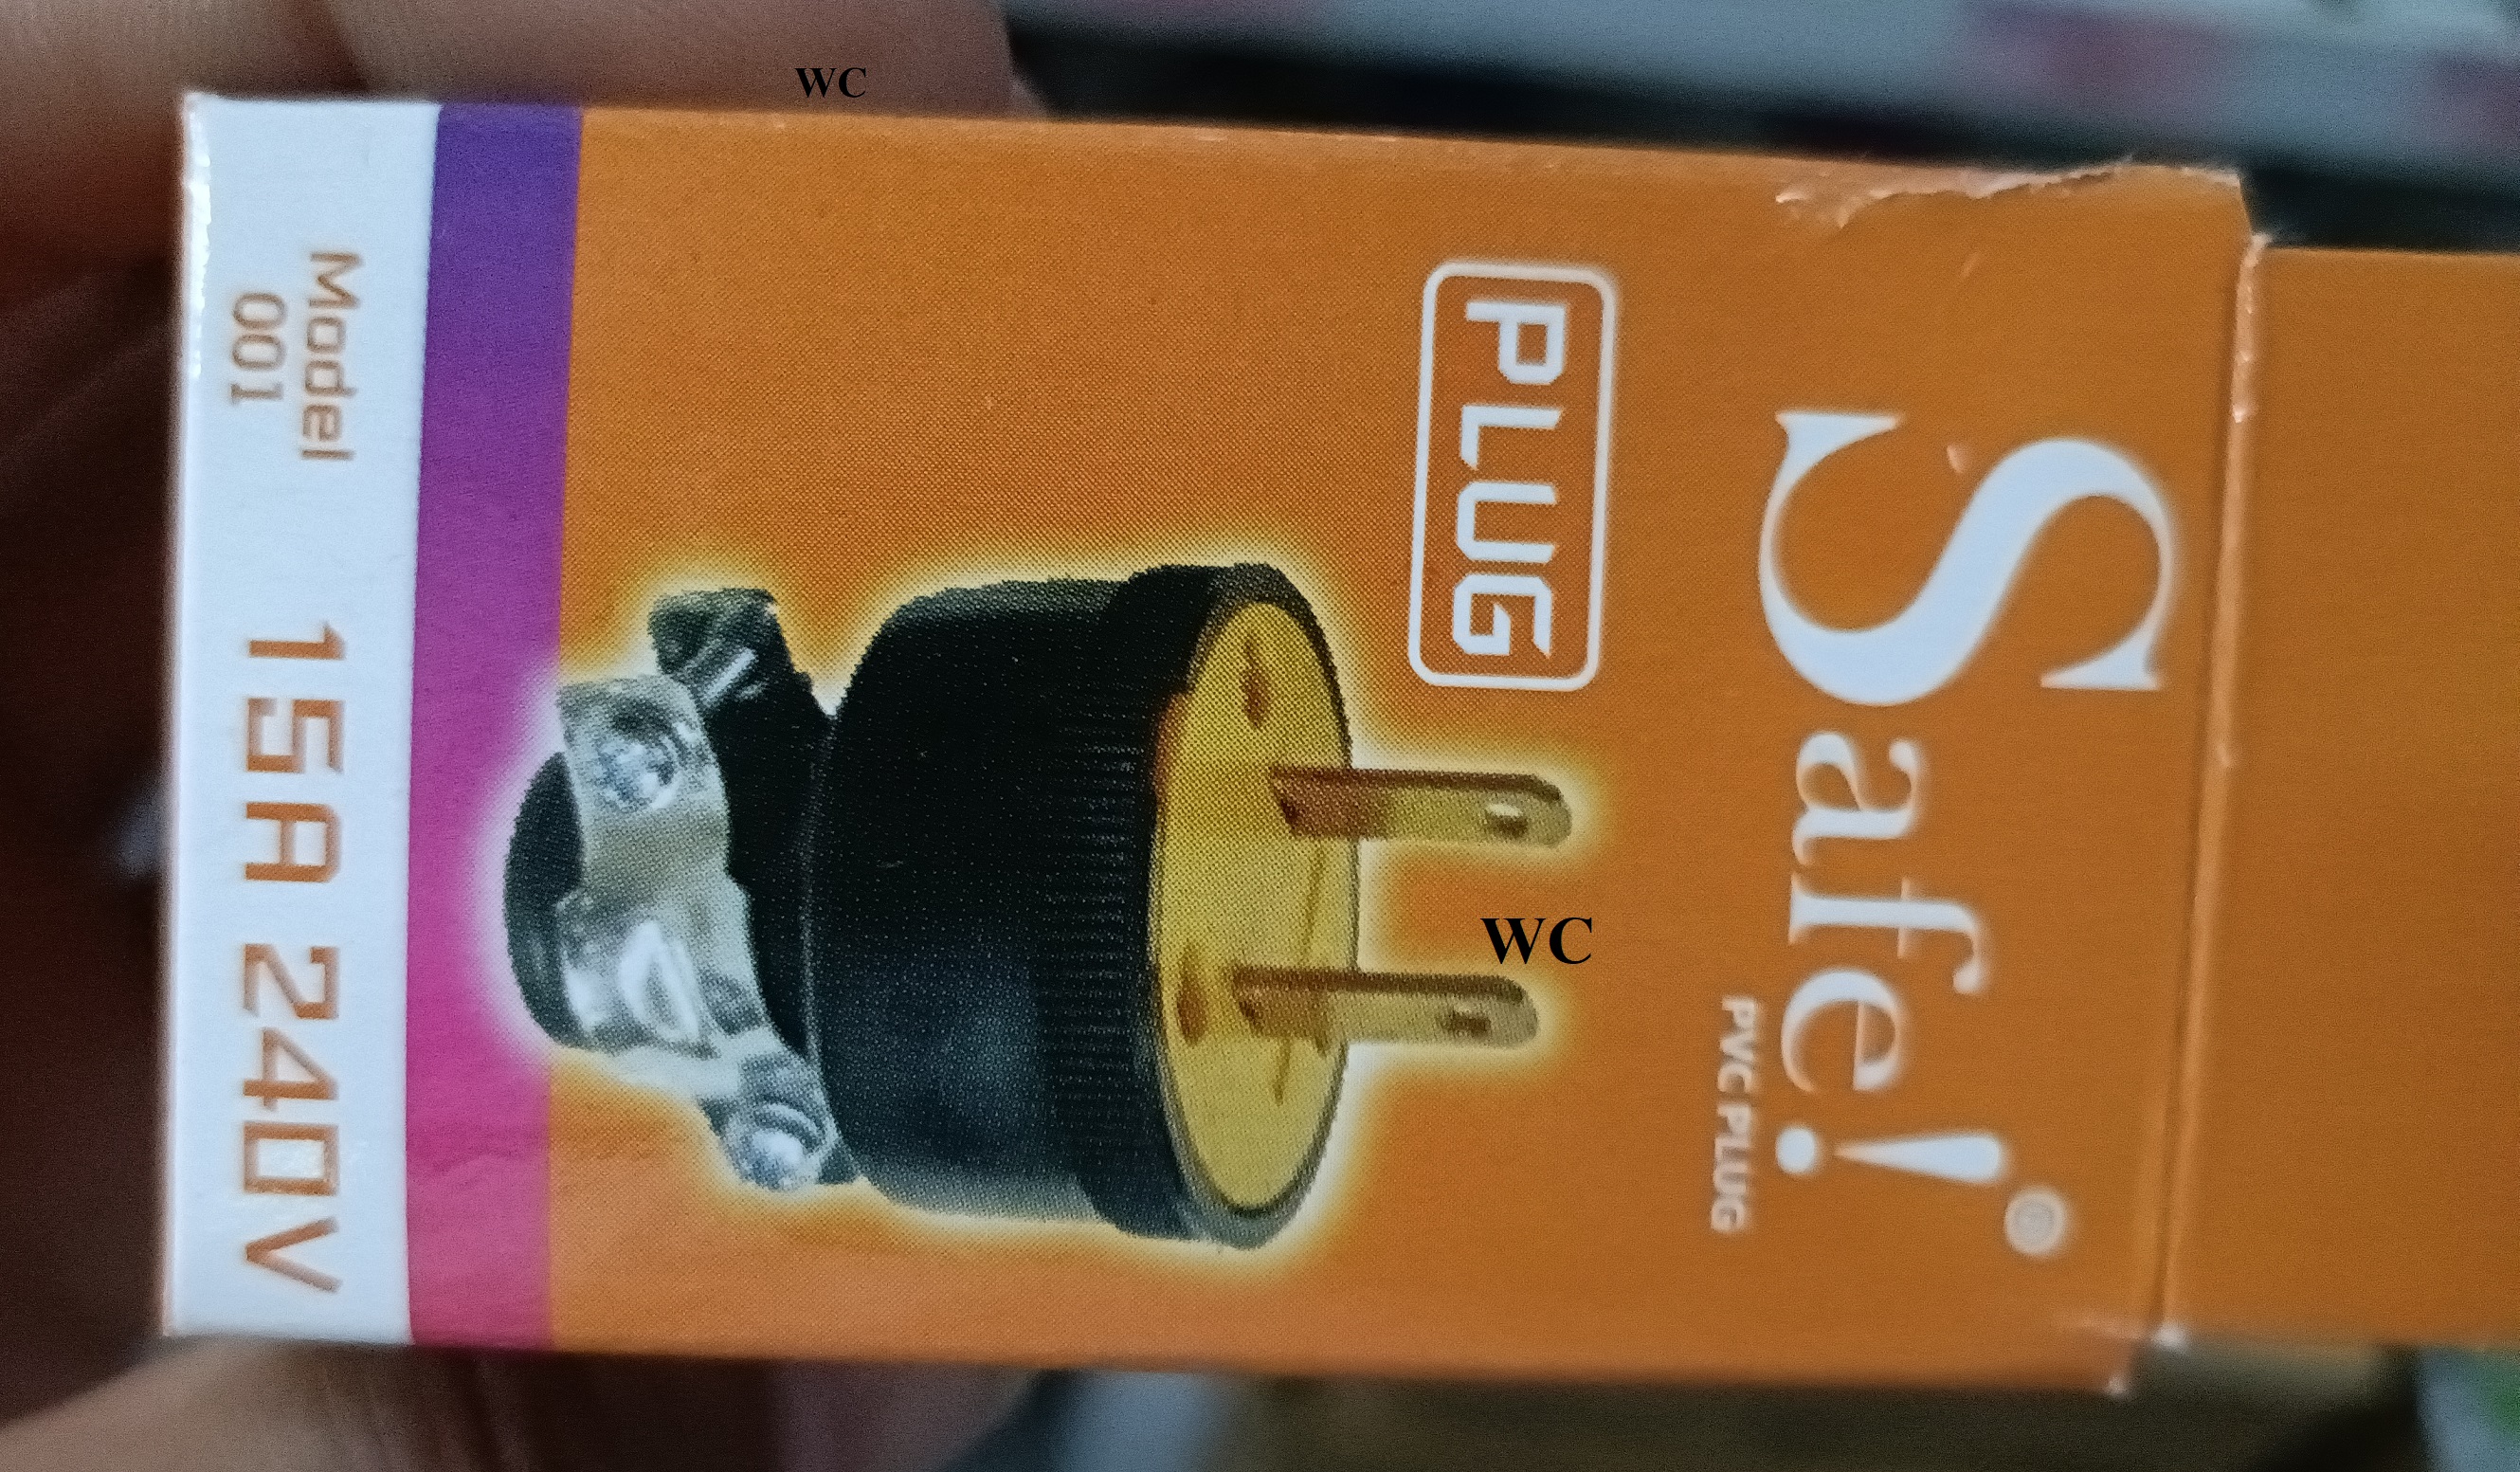 Safe!®
PVC PLUG
PLUG
Model
001
15A 240V
WC
WC